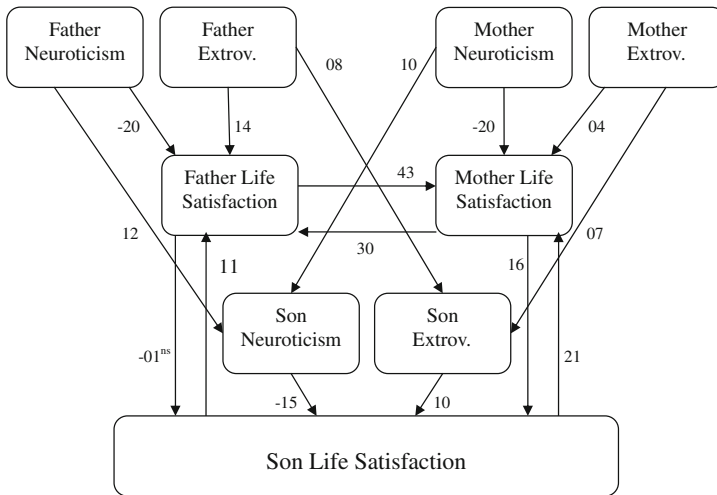 Father
Neuroticism
Father
Extrov.
Mother
Neuroticism
Mother
Extrov.
08
10
-20
14
-20
04
Father Life
Satisfaction
43
Mother Life
Satisfaction
12
11
30
16
07
Son
Neuroticism
Son
Extrov.
-01ns
21
-15
10
Son Life Satisfaction